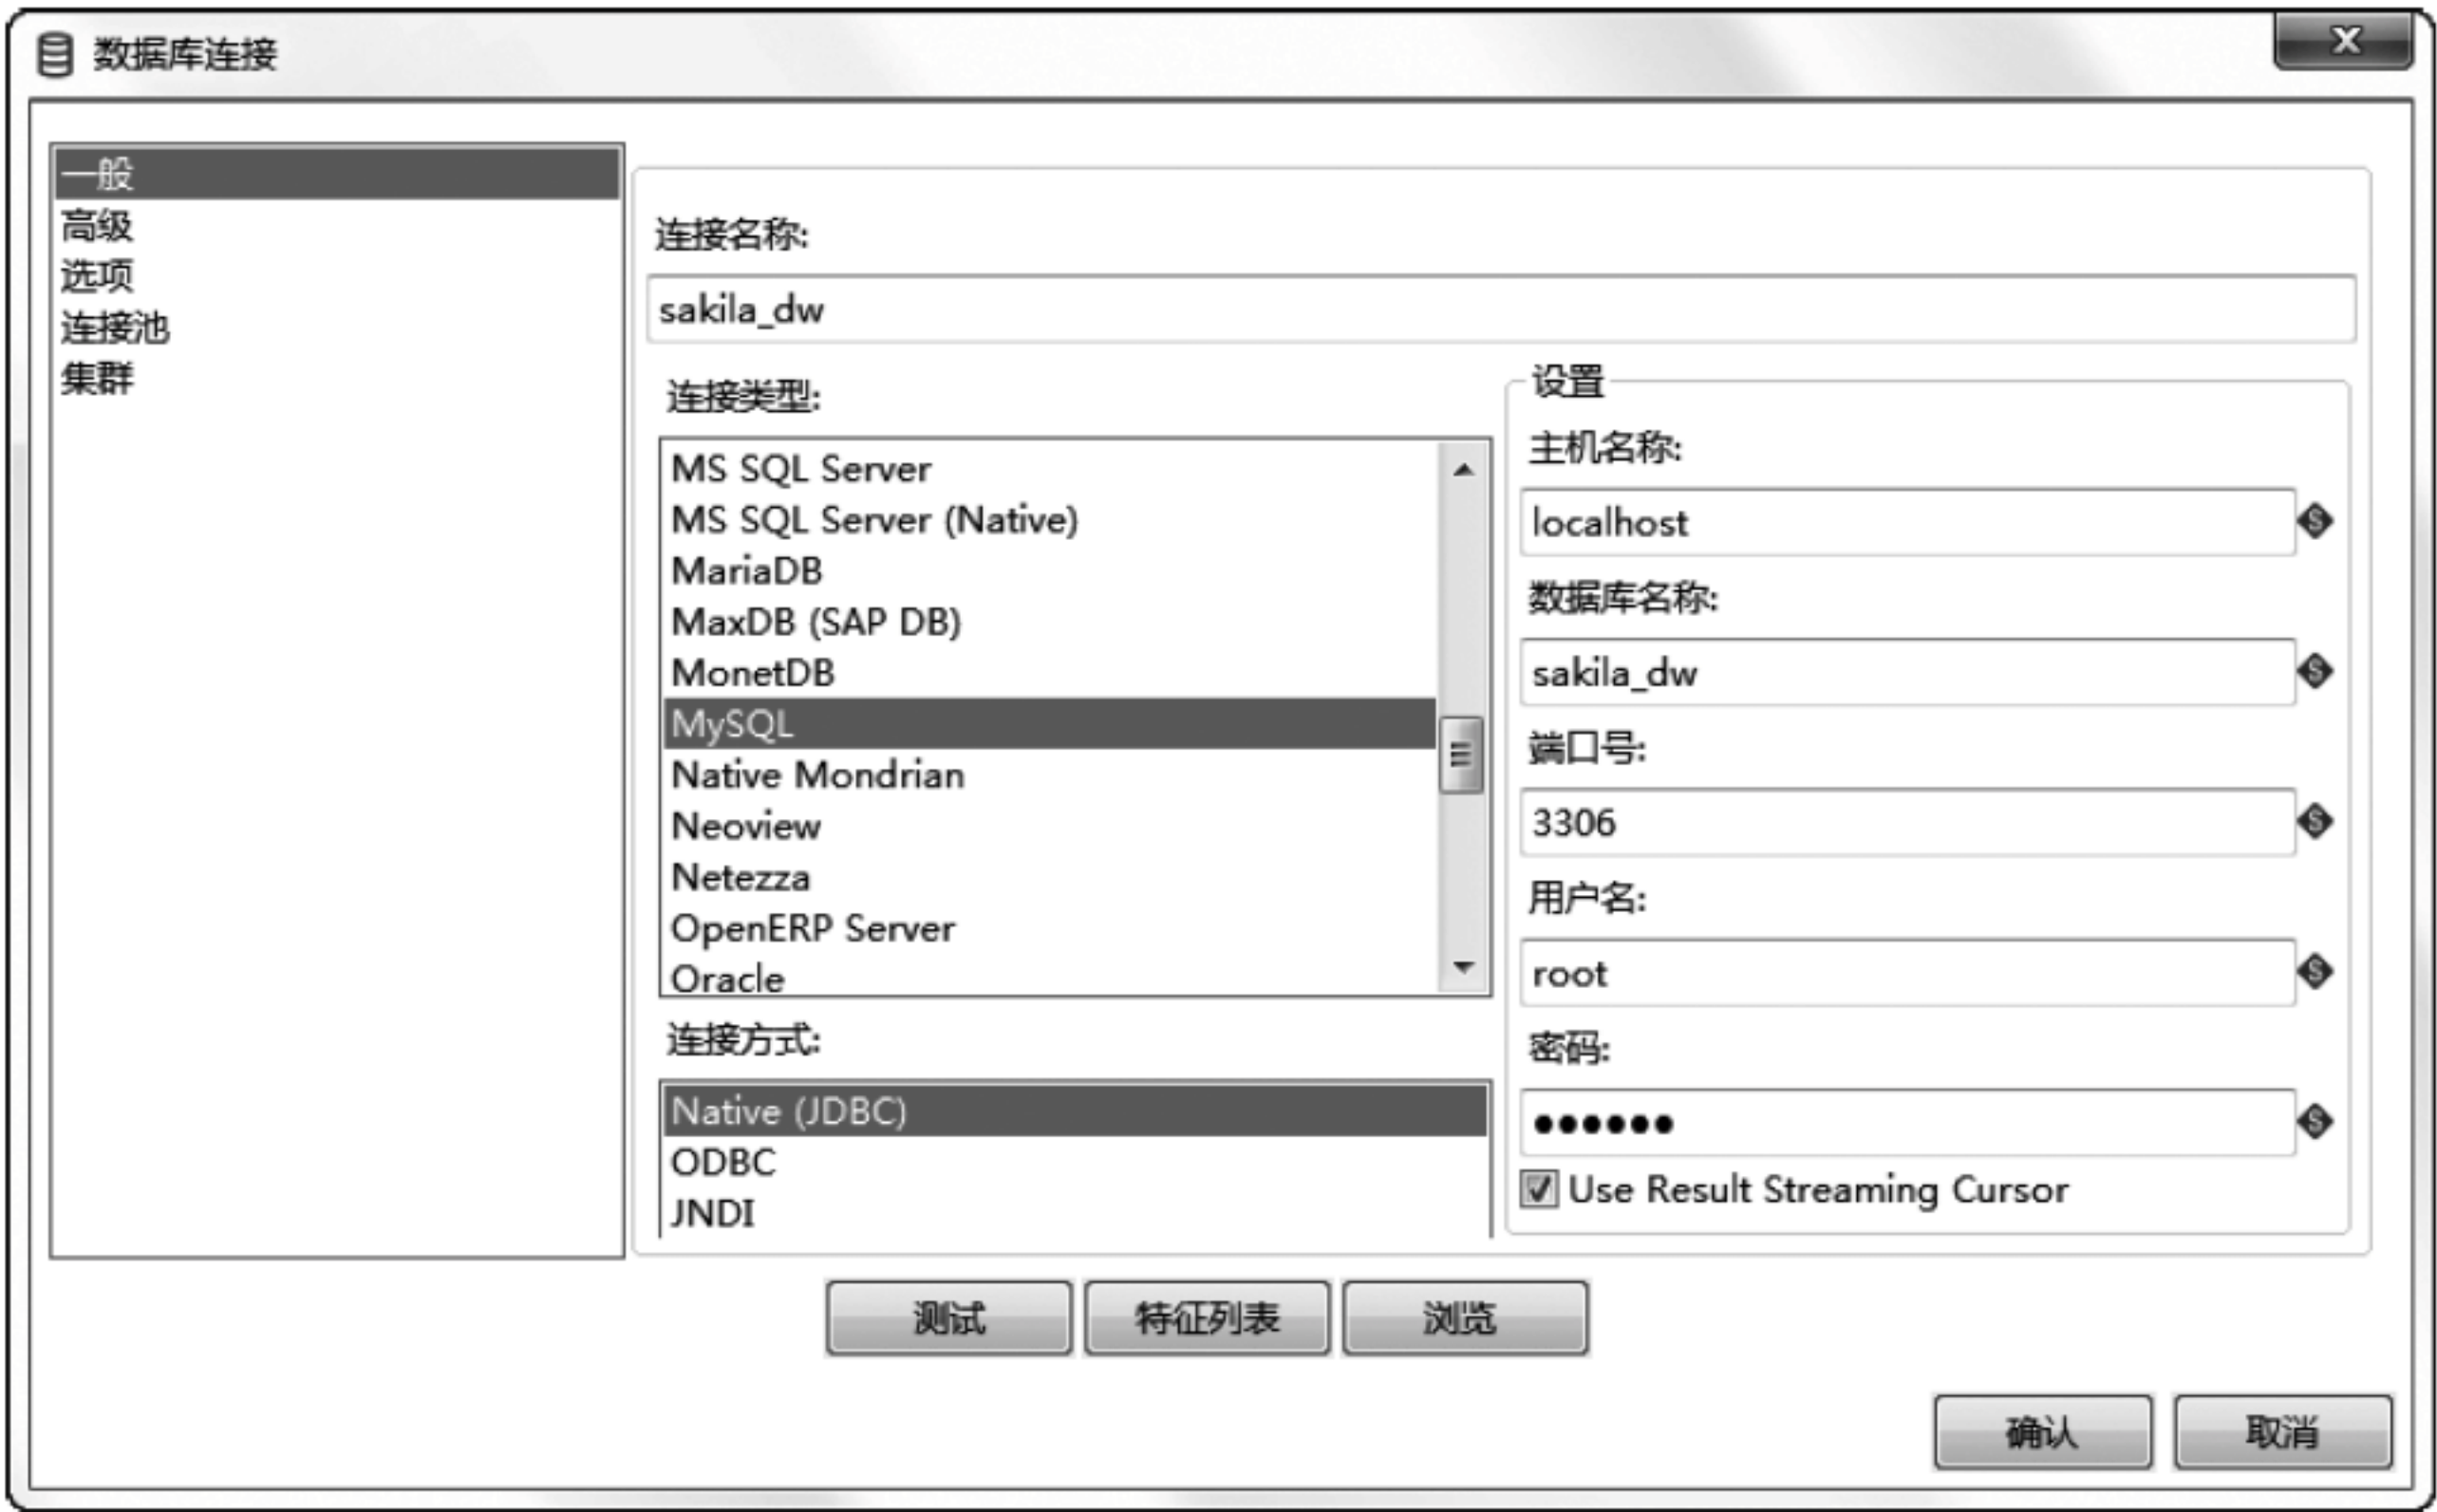 数据库连接
一般
高级
选项
连接池
集群
连接名称:
sakila_dw
连接类型:
MS SQL Server
MS SQL Server (Native)
MariaDB
MaxDB (SAP DB)
MonetDB
MySQL
Native Mondrian
Neoview
Netezza
OpenERP Server
Oracle
连接方式:
Native (JDBC)
ODBC
JNDI
设置
主机名称:
localhost
数据库名称:
sakila_dw
端口号:
3306
用户名:
root
密码:
●●●●●●
Use Result Streaming Cursor
测试
特征列表
浏览
确认
取消